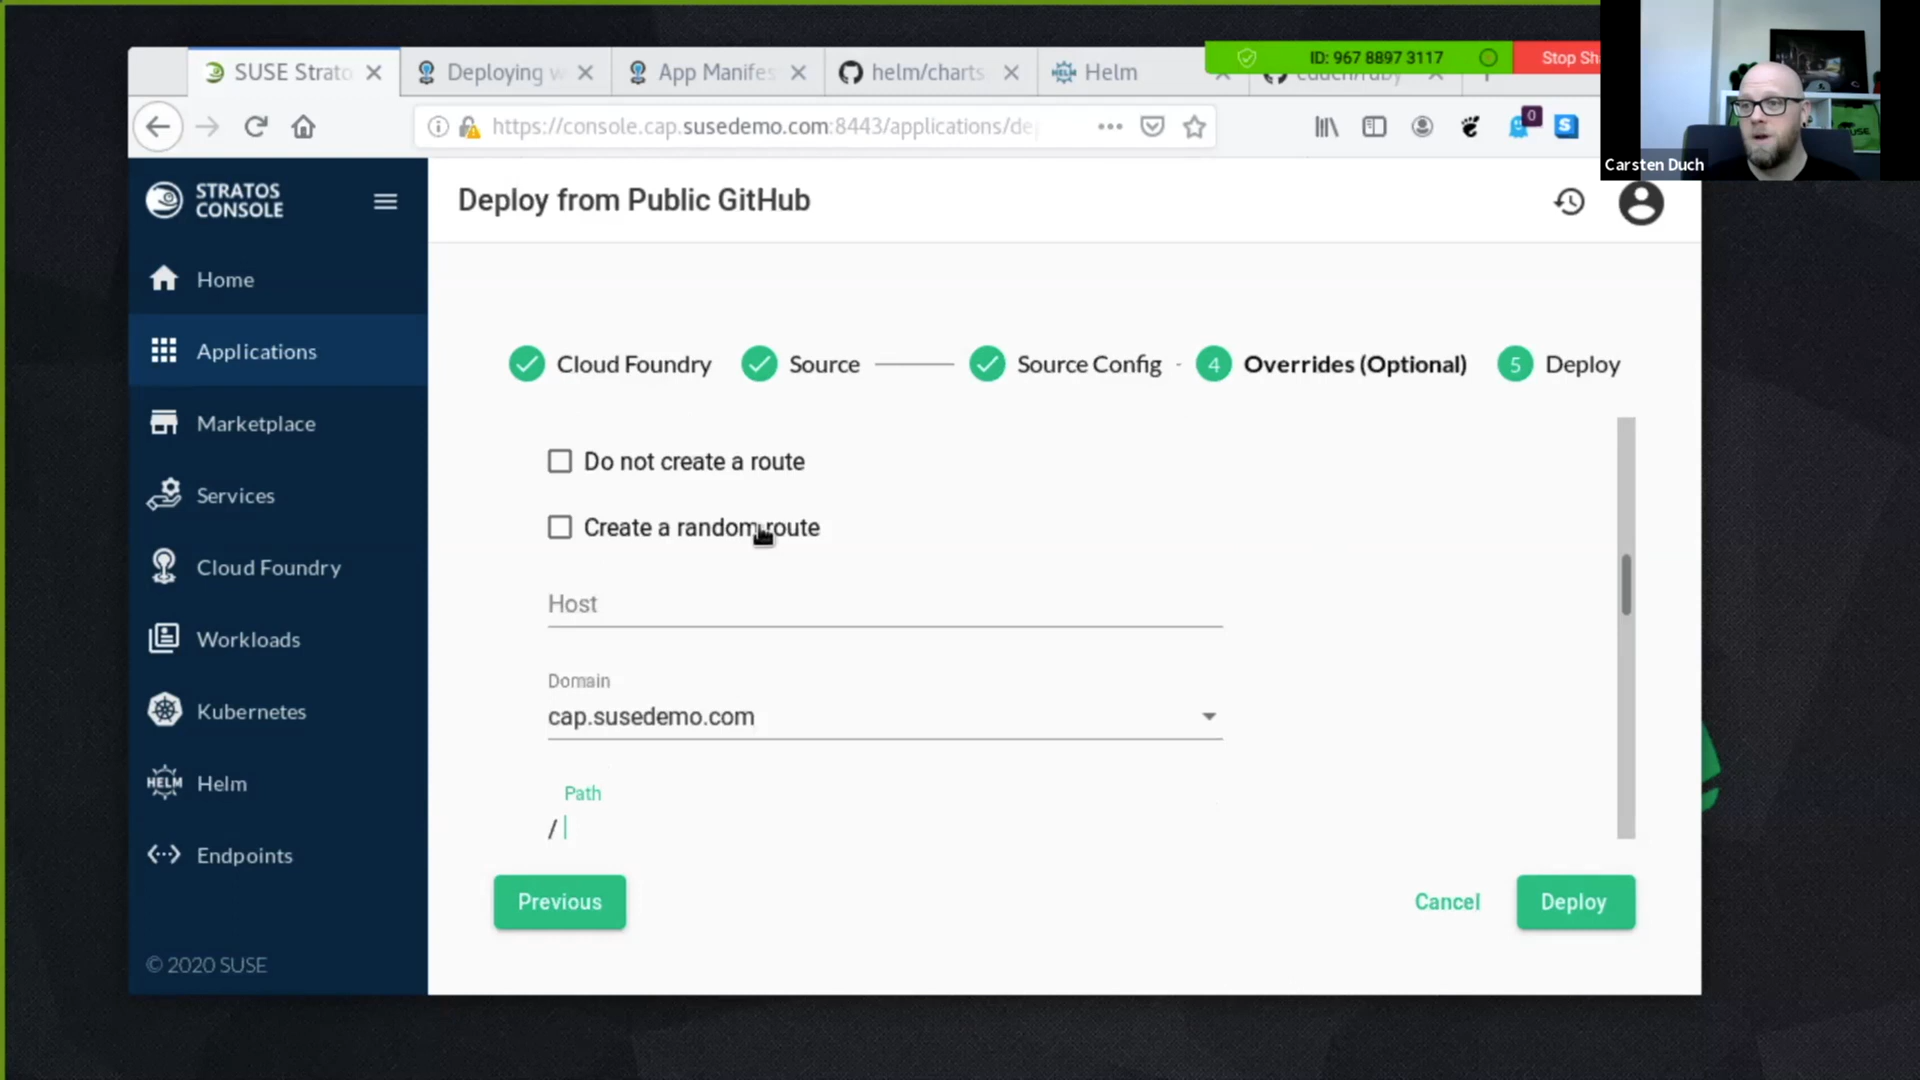 SUSE Strato
Deploying w
App Manifes
helm/charts
Helm
ID: 967 8897 3117
Stop Sh
https://console.cap.susedemo.com:8443/applications/de
0
S
Carsten Duch
STRATOS
CONSOLE
Deploy from Public GitHub
Home
Applications
Marketplace
Services
Cloud Foundry
Workloads
Kubernetes
HELM
Helm
Endpoints
© 2020 SUSE
Cloud Foundry
Source
Source Config
4
Overrides (Optional)
5
Deploy
Do not create a route
Create a random route
Host
Domain
cap.susedemo.com
Path
/
Previous
Cancel
Deploy